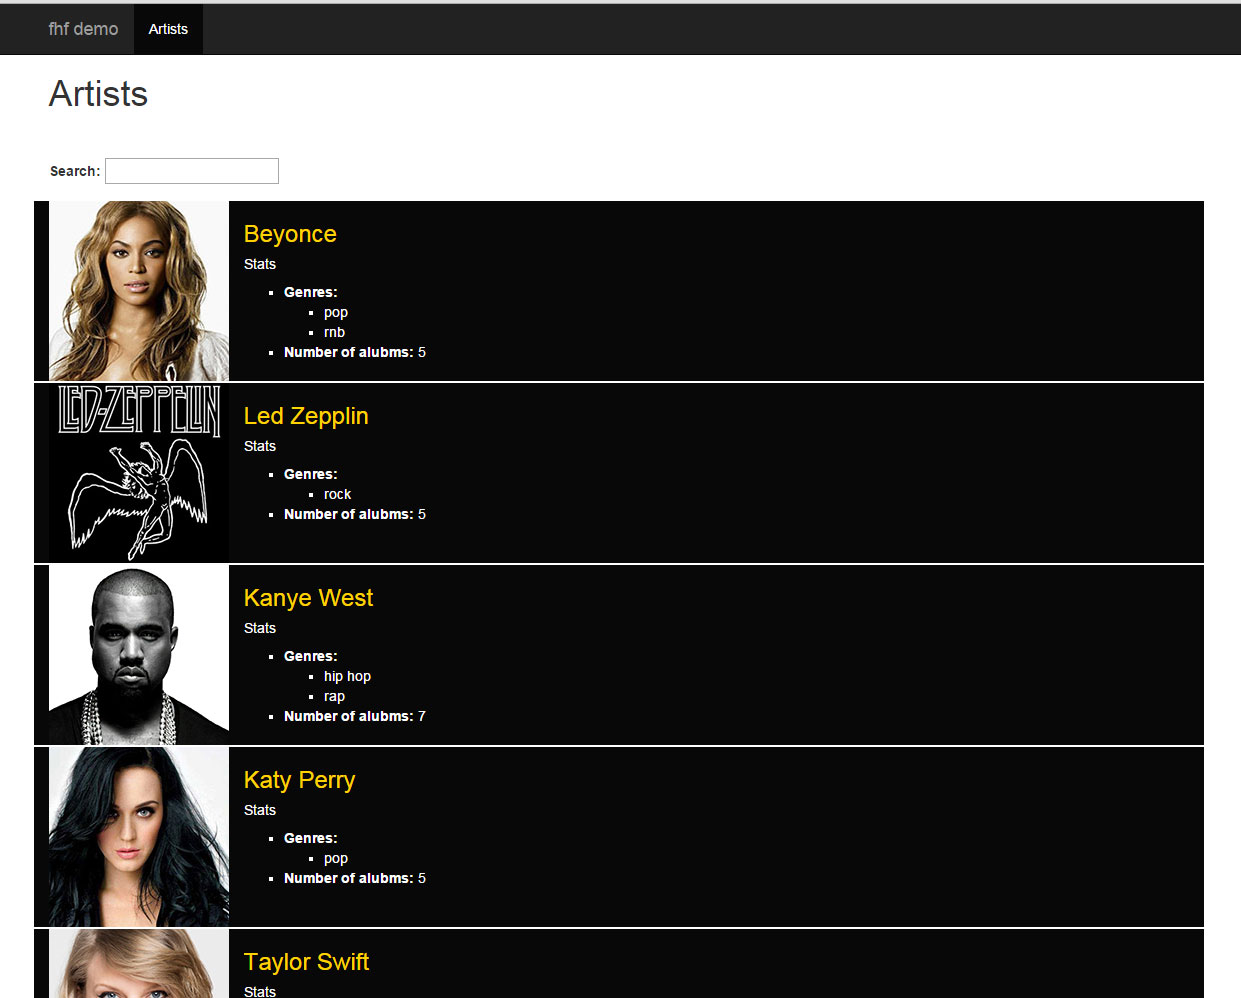 fhf demo Artists
Artists
Search:
Beyonce
Stats
Genres:
pop
rnb
Number of alubms: 5
LED-ZEPPELIN
Led Zepplin
Stats
Genres:
rock
Number of alubms: 5
Kanye West
Stats
Genres:
hip hop
rap
Number of alubms: 7
Katy Perry
Stats
Genres:
pop
Number of alubms: 5
Taylor Swift
Stats